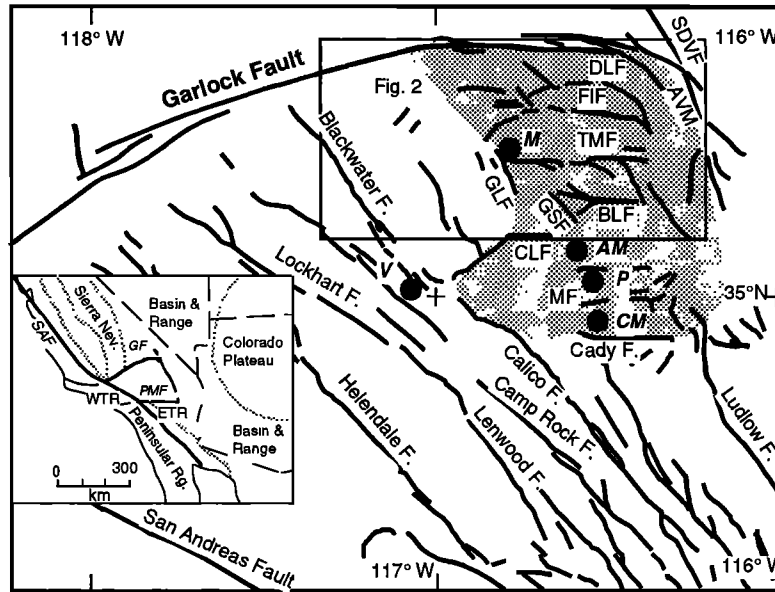 118° W
116° W
SDVF
Garlock Fault
DLF
Fig. 2
FIF
AVM
Blackwater F.
M
TMF
GLF
GSF
BLF
CLF
AM
Lockhart F.
V
P
MF
35°N
CM
Cady F.
Sierra Nev.
Basin &
Range
GF
Colorado
Plateau
SAF
PMF
WTR
ETR
Peninsular Rg.
Basin &
Range
0 300
km
Calico F.
Camp Rock F.
Ludlow F.
Helendale F.
Lenwood F.
San Andreas Fault
117° W
116° W